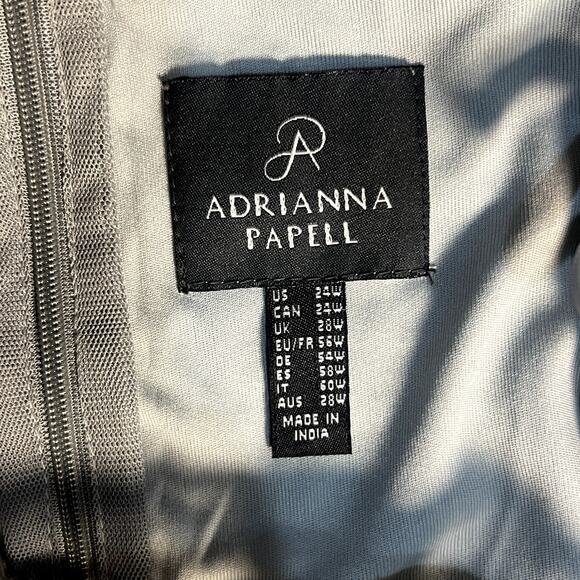 ADRIANNA
PAPELL
US 24W
CAN 24W
UK 28W
EU/FR 56W
DE 54W
ES 58W
IT 60W
AUS 28W
MADE IN
INDIA